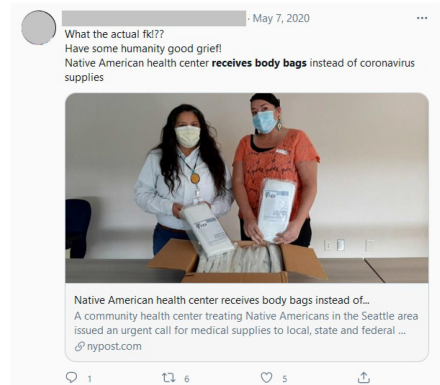 · May 7, 2020
What the actual fk!??
Have some humanity good grief!
Native American health center receives body bags instead of coronavirus
supplies
Native American health center receives body bags instead of...
A community health center treating Native Americans in the Seattle area
issued an urgent call for medical supplies to local, state and federal ...
nypost.com
1
6
5